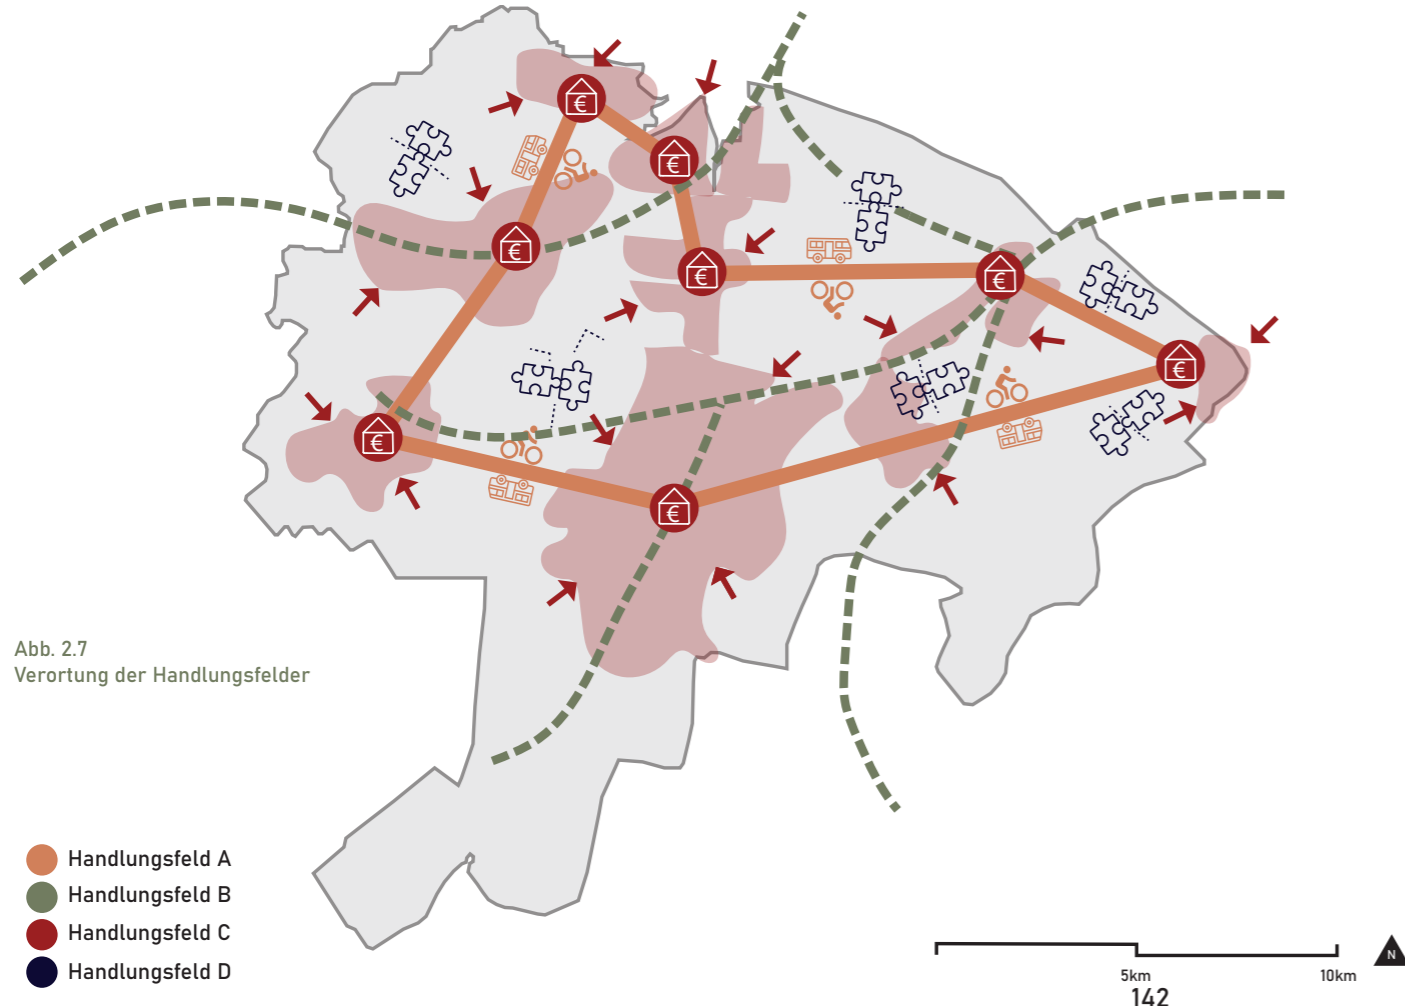 €
€
€
€
€
€
€
€
Abb. 2.7
Verortung der Handlungsfelder
Handlungsfeld A
Handlungsfeld B
Handlungsfeld C
Handlungsfeld D
N
5km
10km
142